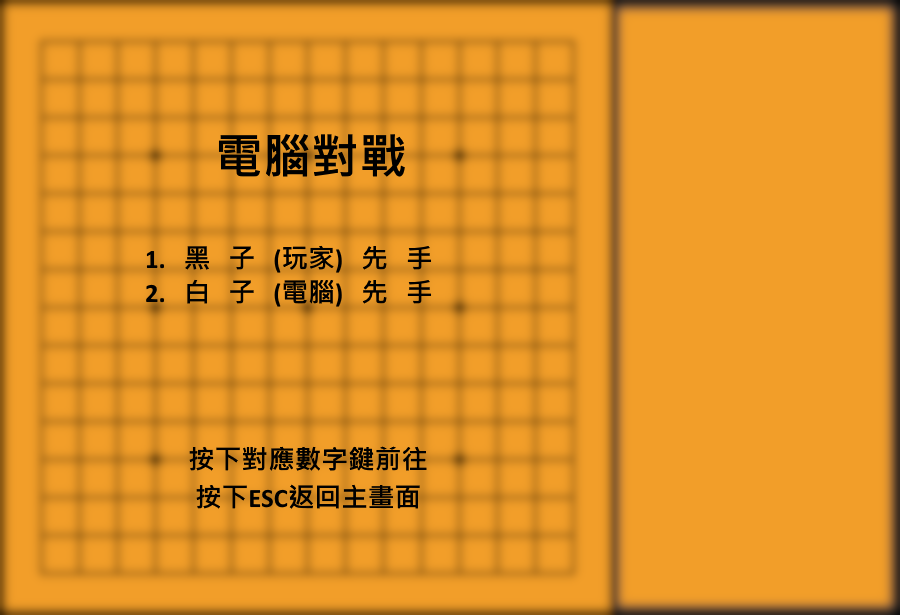 電腦對戰
1. 黑 子 (玩家) 先 手
2. 白 子 (電腦) 先 手
按下對應數字鍵前往
按下ESC返回主畫面